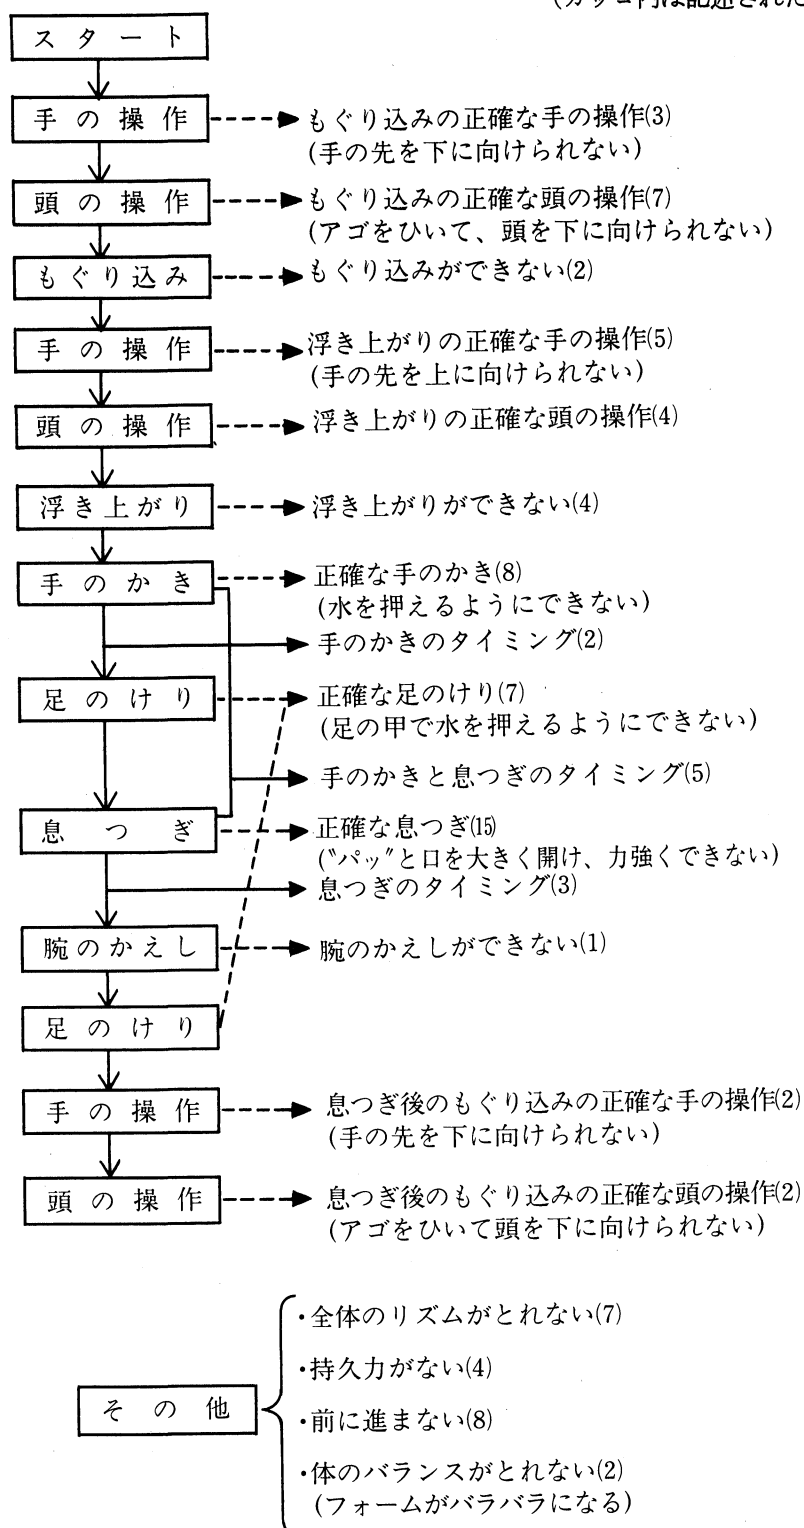 (カッコ内は記述された
スタート
手の操作
もぐり込みの正確な手の操作(3)
(手の先を下に向けられない)
頭の操作
もぐり込みの正確な頭の操作(7)
(アゴをひいて、頭を下に向けられない)
もぐり込み
もぐり込みができない(2)
手の操作
浮き上がりの正確な手の操作(5)
(手の先を上に向けられない)
頭の操作
浮き上がりの正確な頭の操作(4)
浮き上がり
浮き上がりができない(4)
手のかき
正確な手のかき(8)
(水を押えるようにできない)
手のかきのタイミング(2)
足のけり
正確な足のけり(7)
(足の甲で水を押えるようにできない)
手のかきと息つぎのタイミング(5)
息つぎ
正確な息つぎ(15)
(〝パッ〟と口を大きく開け、力強くできない)
息つぎのタイミング(3)
腕のかえし
腕のかえしができない(1)
足のけり
手の操作
息つぎ後のもぐり込みの正確な手の操作(2)
(手の先を下に向けられない)
頭の操作
息つぎ後のもぐり込みの正確な頭の操作(2)
(アゴをひいて頭を下に向けられない)
その他
・全体のリズムがとれない(7)
・持久力がない(4)
・前に進まない(8)
・体のバランスがとれない(2)
(フォームがバラバラになる)